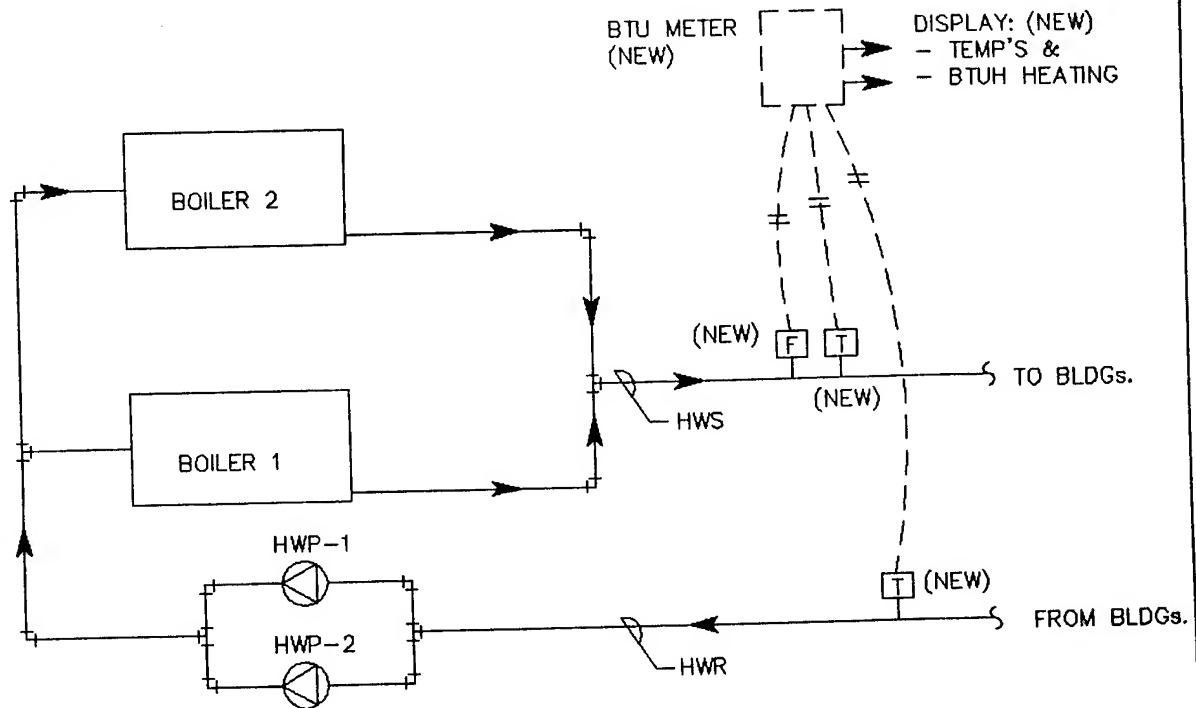 BTU METER
(NEW)
DISPLAY: (NEW)
- TEMP'S &
- BTUH HEATING
BOILER 2
(NEW)
F
T
(NEW)
TO BLDGs.
HWS
BOILER 1
HWP-1
T
(NEW)
FROM BLDGs.
HWP-2
HWR